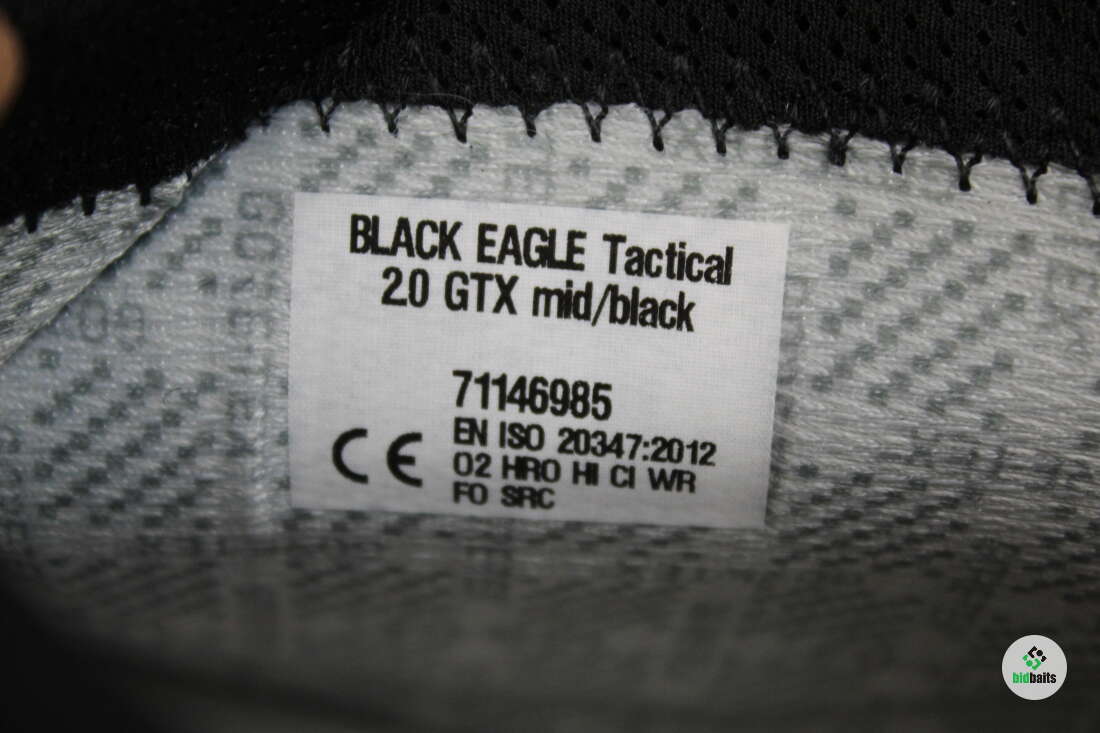 BLACK EAGLE Tactical
2.0 GTX mid/black
71146985
CE
EN ISO 20347:2012
O2 HRO HI CI WR
FO SRC
bidbaits